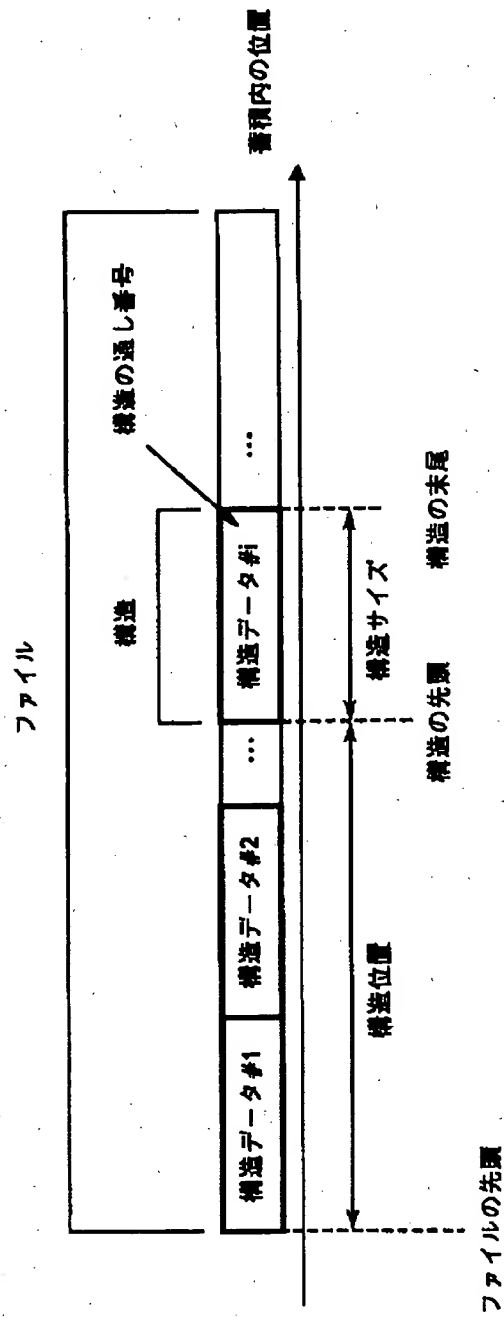 ファイル
構造
構造の通し番号
構造データ#1
構造データ#2
…
構造データ#i
…
蓄積内の位置
構造位置
構造サイズ
ファイルの先頭
構造の先頭
構造の末尾